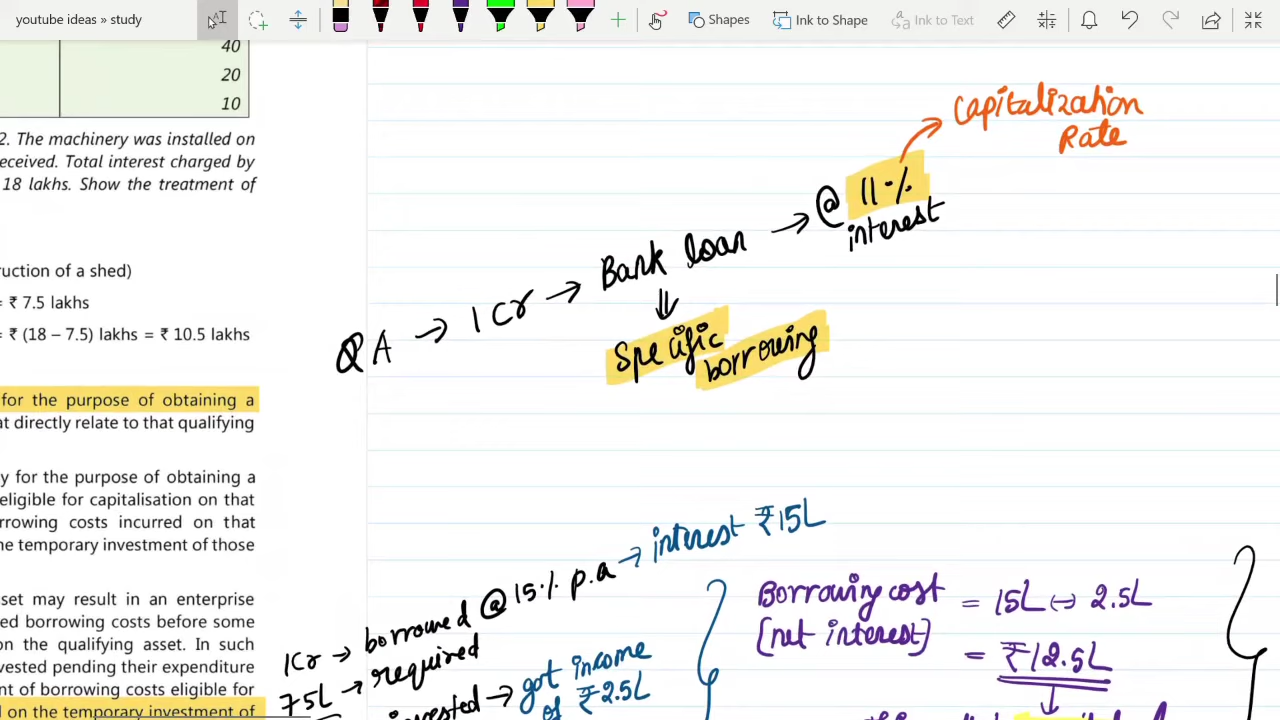 youtube ideas » study
Shapes
Ink to Shape
Ink to Text
40
20
10
2. The machinery was installed on
eceived. Total interest charged by
18 lakhs. Show the treatment of
ruction of a shed)
= ₹ 7.5 lakhs
= ₹ (18 – 7.5) lakhs = ₹ 10.5 lakhs
for the purpose of obtaining a
at directly relate to that qualifying
y for the purpose of obtaining a
eligible for capitalisation on that
rrowing costs incurred on that
he temporary investment of those
set may result in an enterprise
ed borrowing costs before some
on the qualifying asset. In such
vested pending their expenditure
nt of borrowing costs eligible for
d on the temporary investment of
Capitalization
Rate
QA → 1 Cr → Bank loan → @ 11%
interest
Specific
borrowing
1Cr → borrowed @ 15% p.a → interest ₹15L
75L → required
invested → got income
of ₹2.5L
Borrowing cost = 15L (-) 2.5L
[net interest] = ₹12.5L